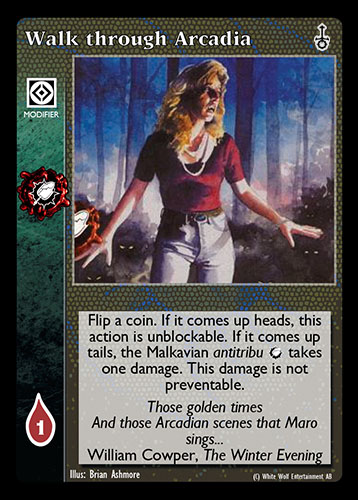 Walk through Arcadia
MODIFIER
Flip a coin. If it comes up heads, this
action is unblockable. If it comes up
tails, the Malkavian antitribu takes
one damage. This damage is not
preventable.
Those golden times
And those Arcadian scenes that Maro
sings...
William Cowper, The Winter Evening
1
Illus: Brian Ashmore
(C) White Wolf Entertainment AB